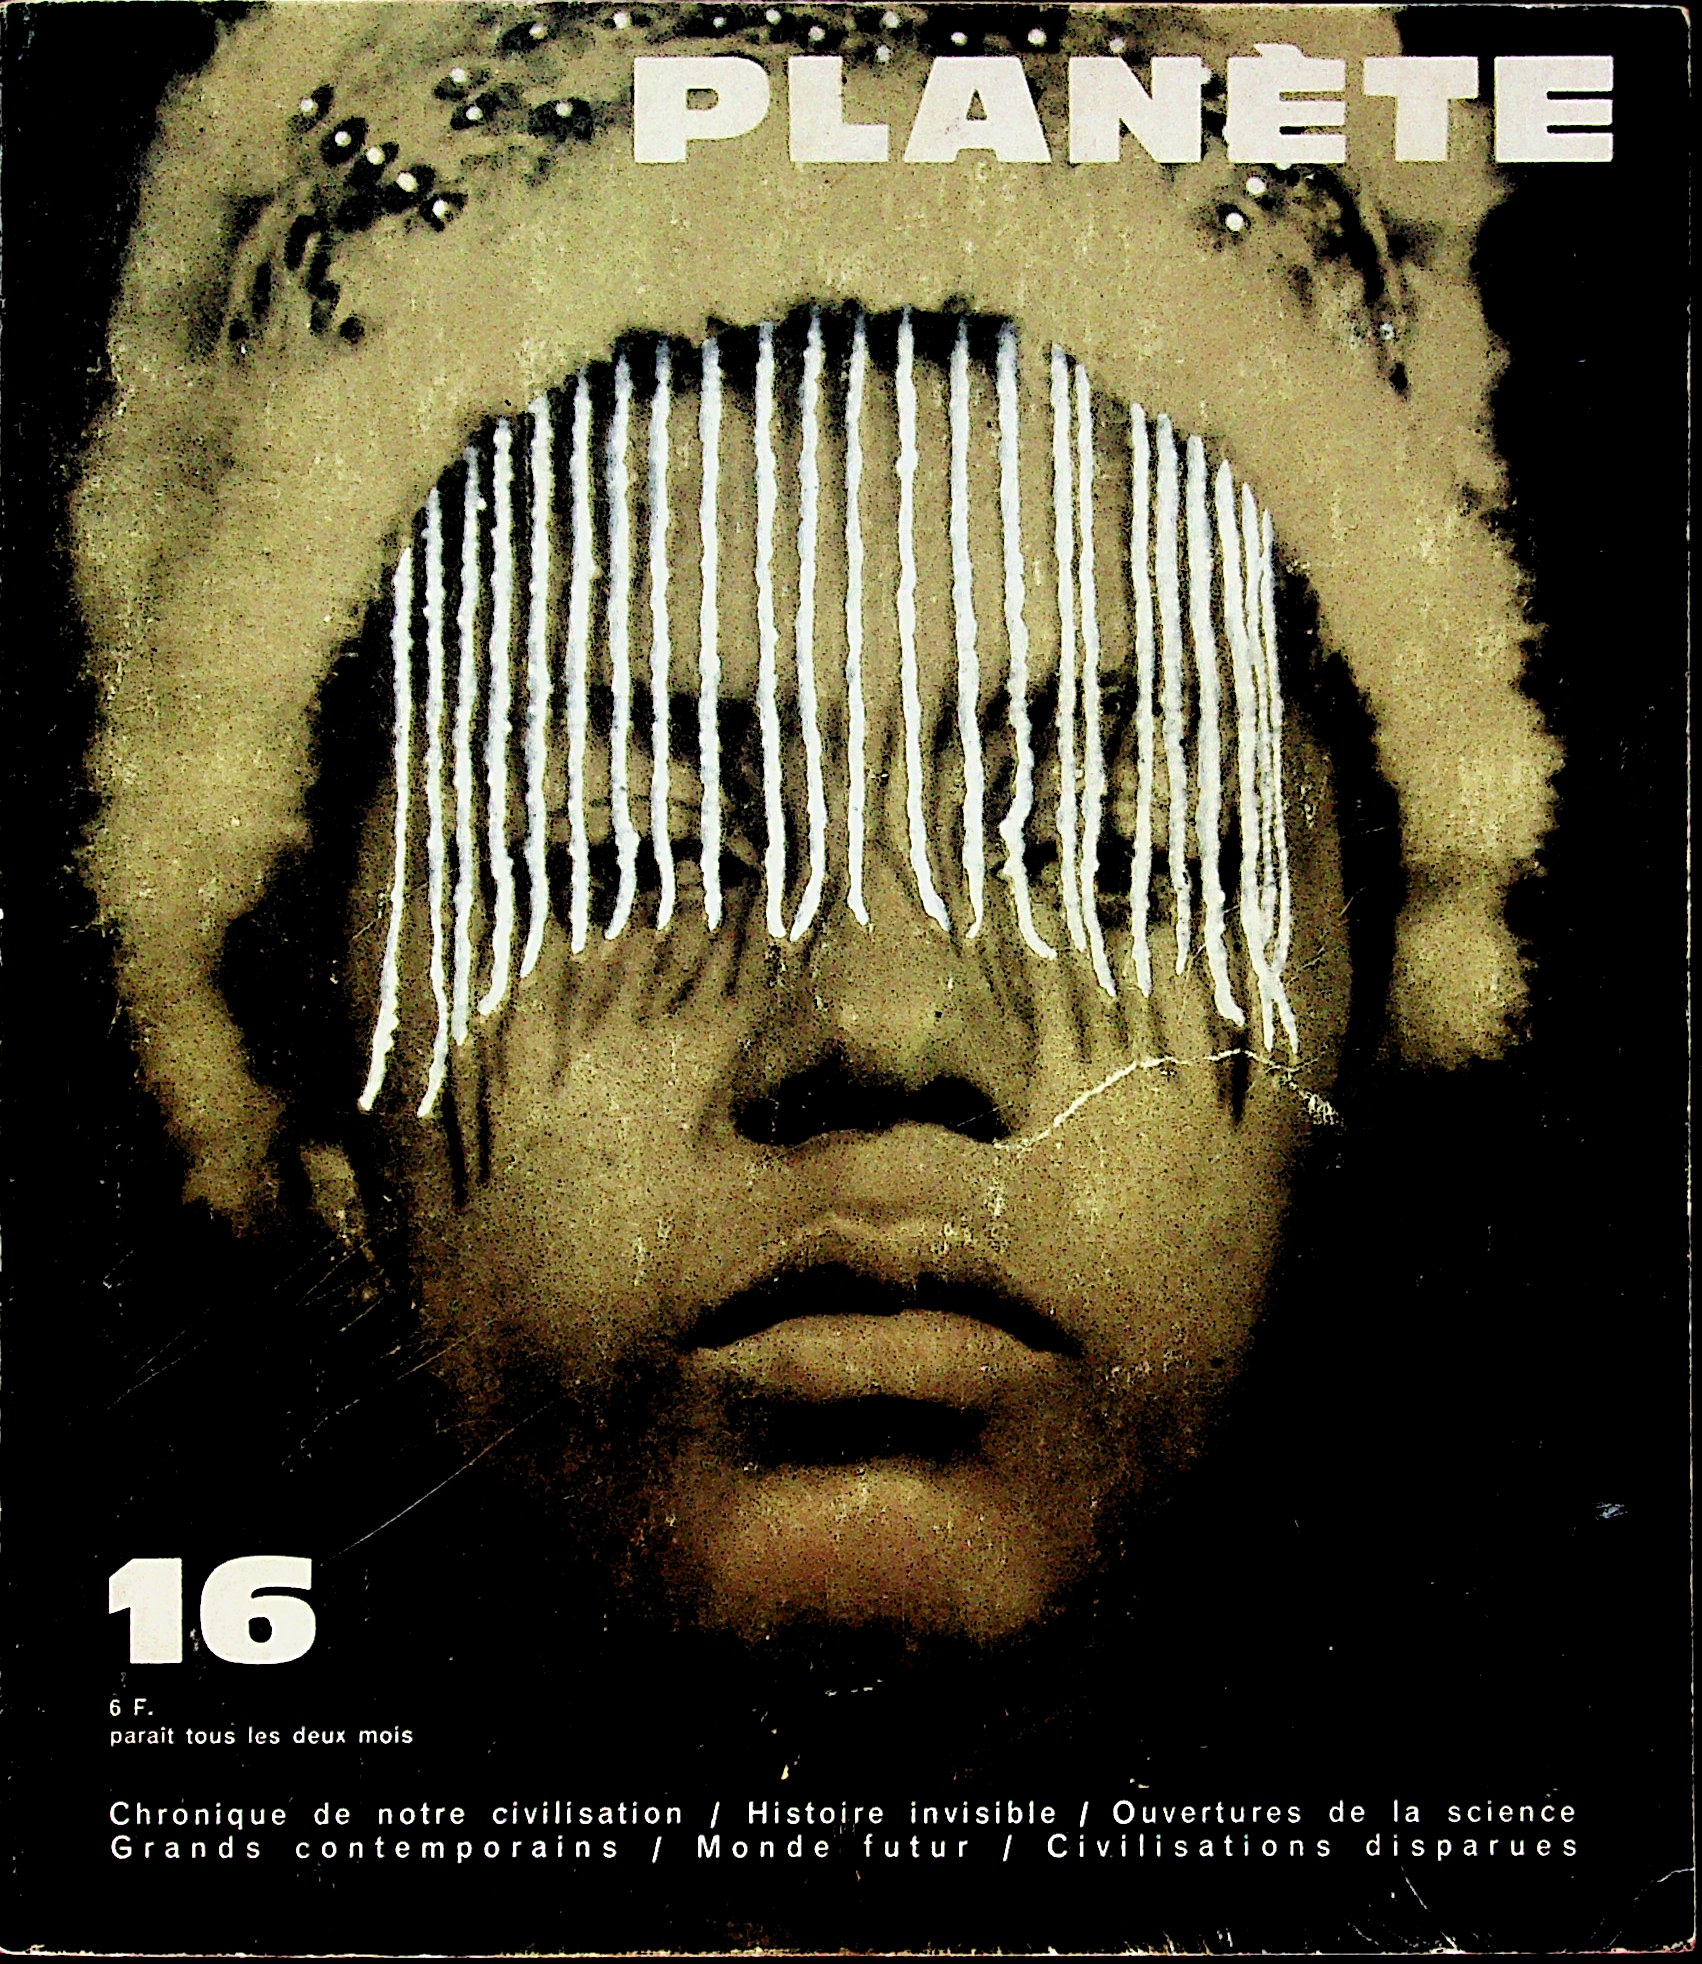 PLANÈTE
16
6 F.
paraît tous les deux mois
Chronique de notre civilisation / Histoire invisible / Ouvertures de la science
Grands contemporains / Monde futur / Civilisations disparues